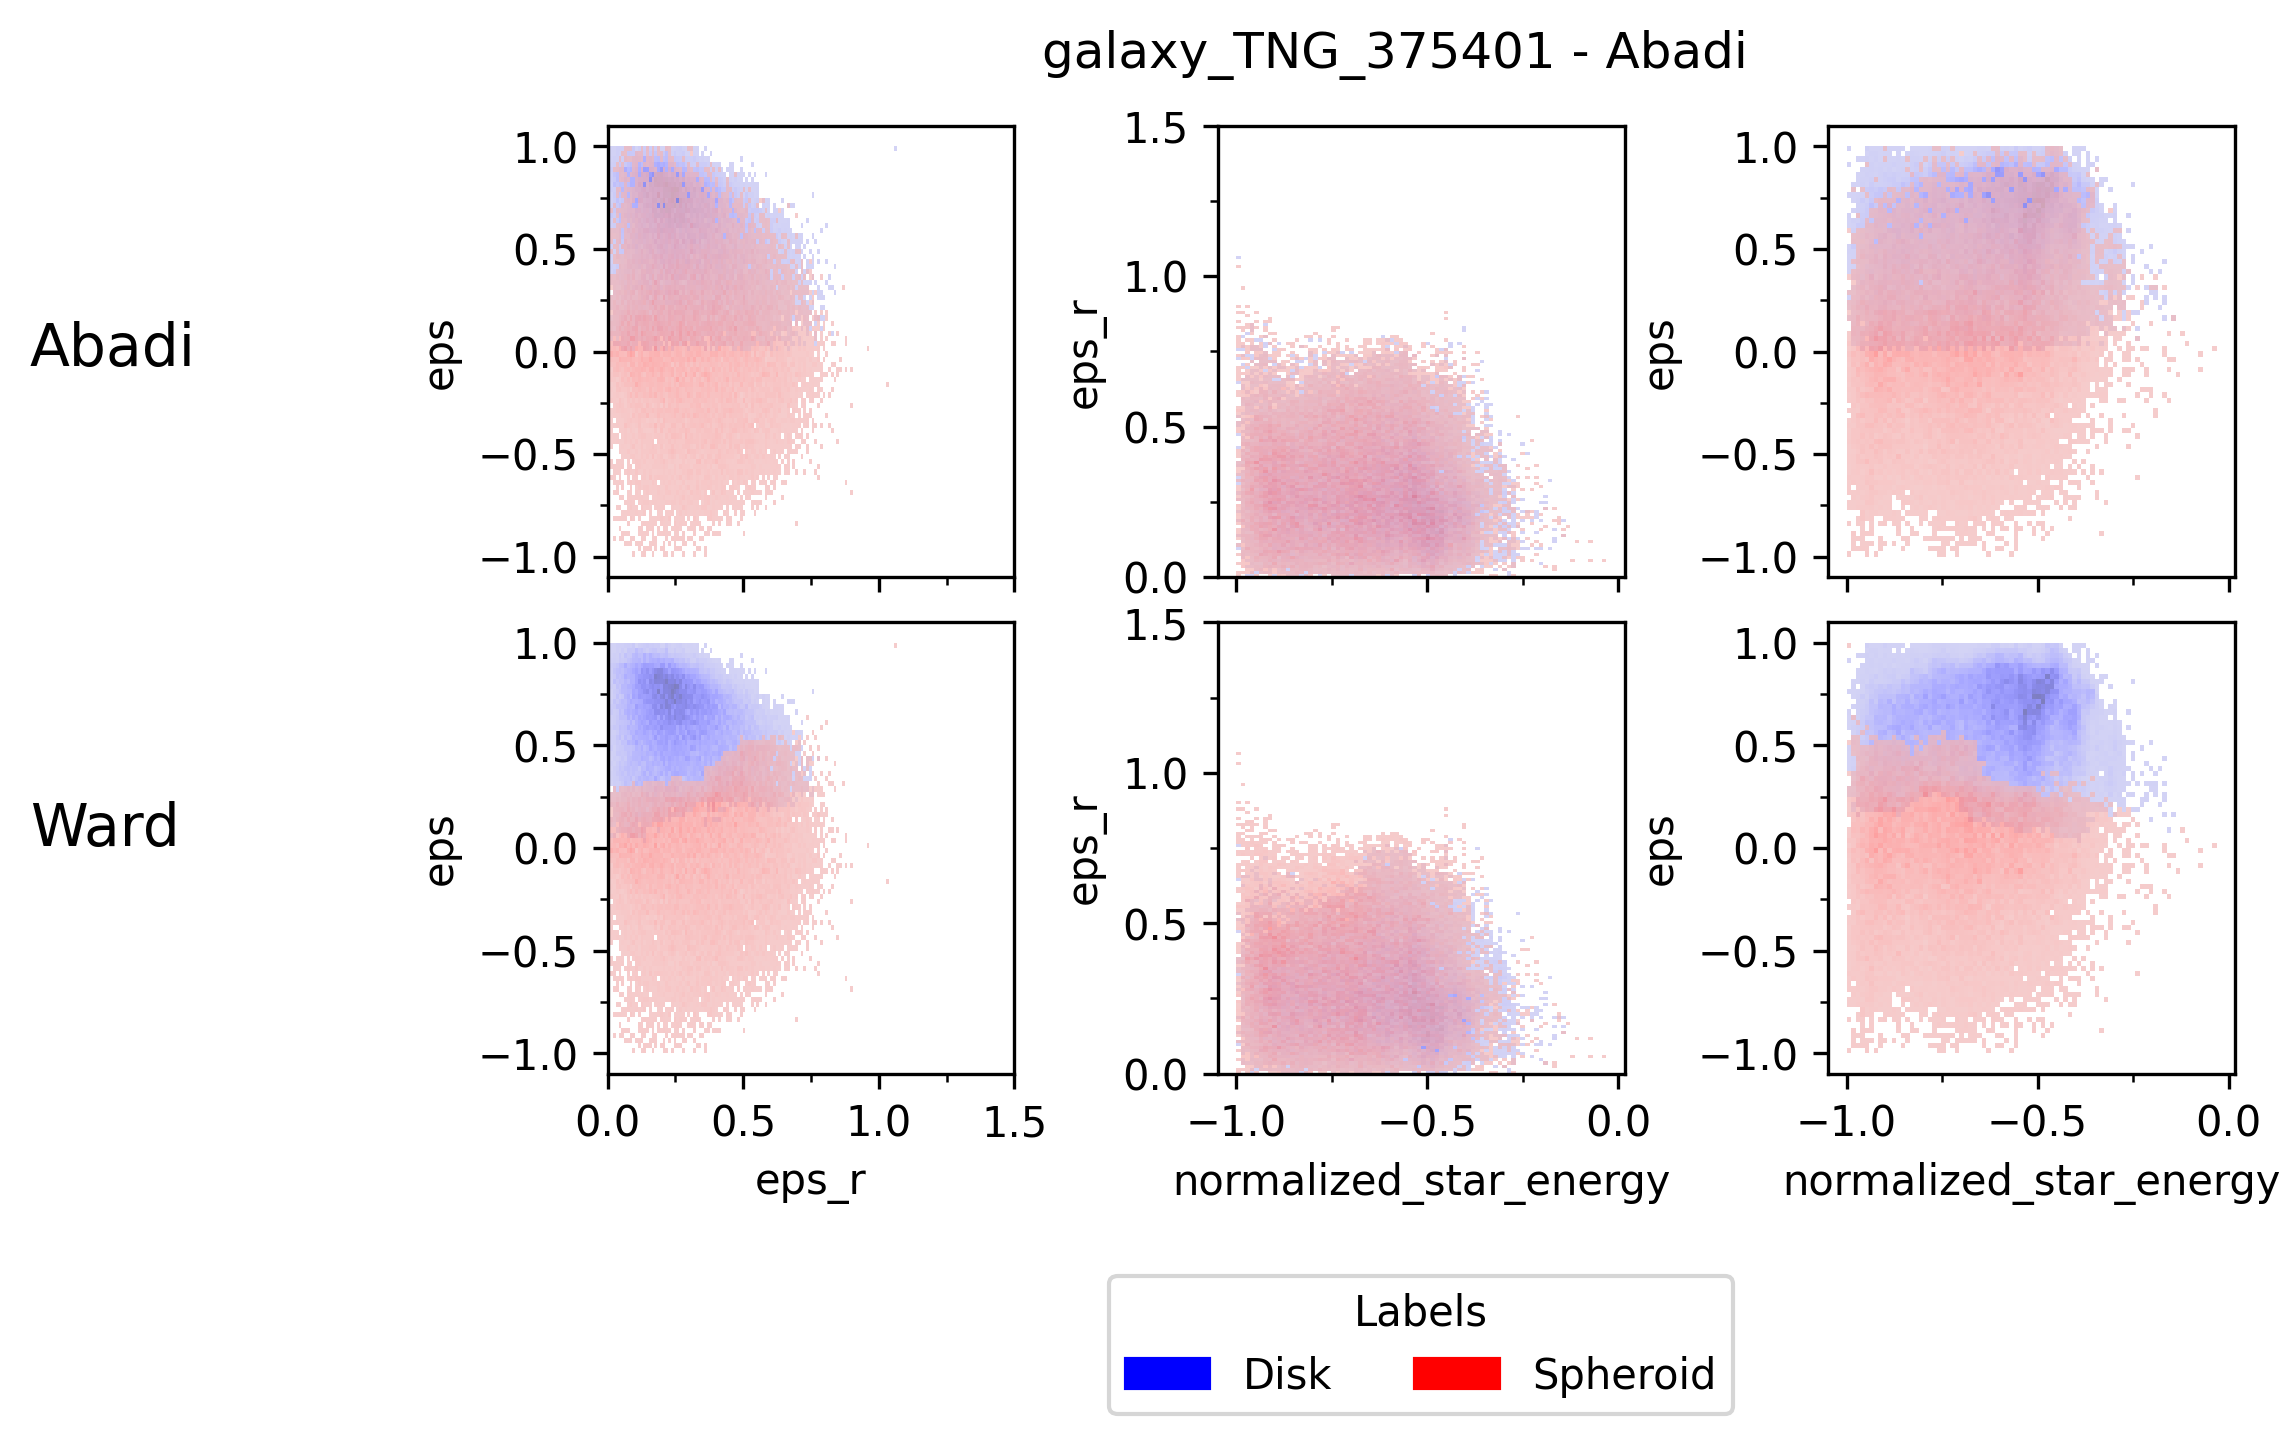 galaxy_TNG_375401 - Abadi
Abadi
eps
1.0
0.5
0.0
−0.5
−1.0
eps_r
1.5
1.0
0.5
0.0
eps
1.0
0.5
0.0
−0.5
−1.0
Ward
eps
1.0
0.5
0.0
−0.5
−1.0
0.0 0.5 1.0 1.5
eps_r
eps_r
1.5
1.0
0.5
0.0
−1.0 −0.5 0.0
normalized_star_energy
eps
1.0
0.5
0.0
−0.5
−1.0
−1.0 −0.5 0.0
normalized_star_energy
Labels
Disk Spheroid